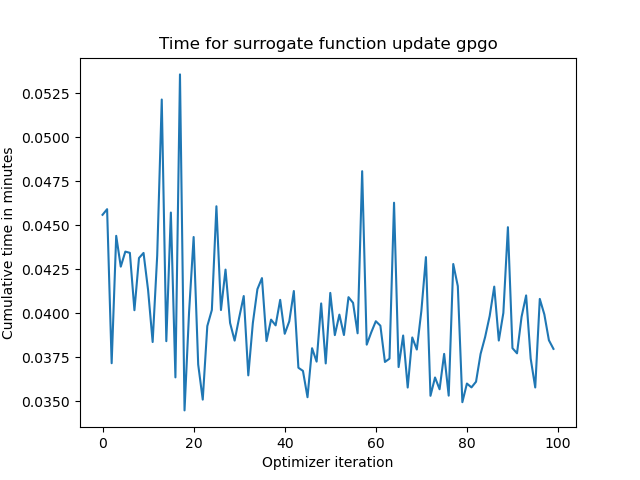 Time for surrogate function update gpgo
Cumulative time in minutes
0.0525
0.0500
0.0475
0.0450
0.0425
0.0400
0.0375
0.0350
0 20 40 60 80 100
Optimizer iteration